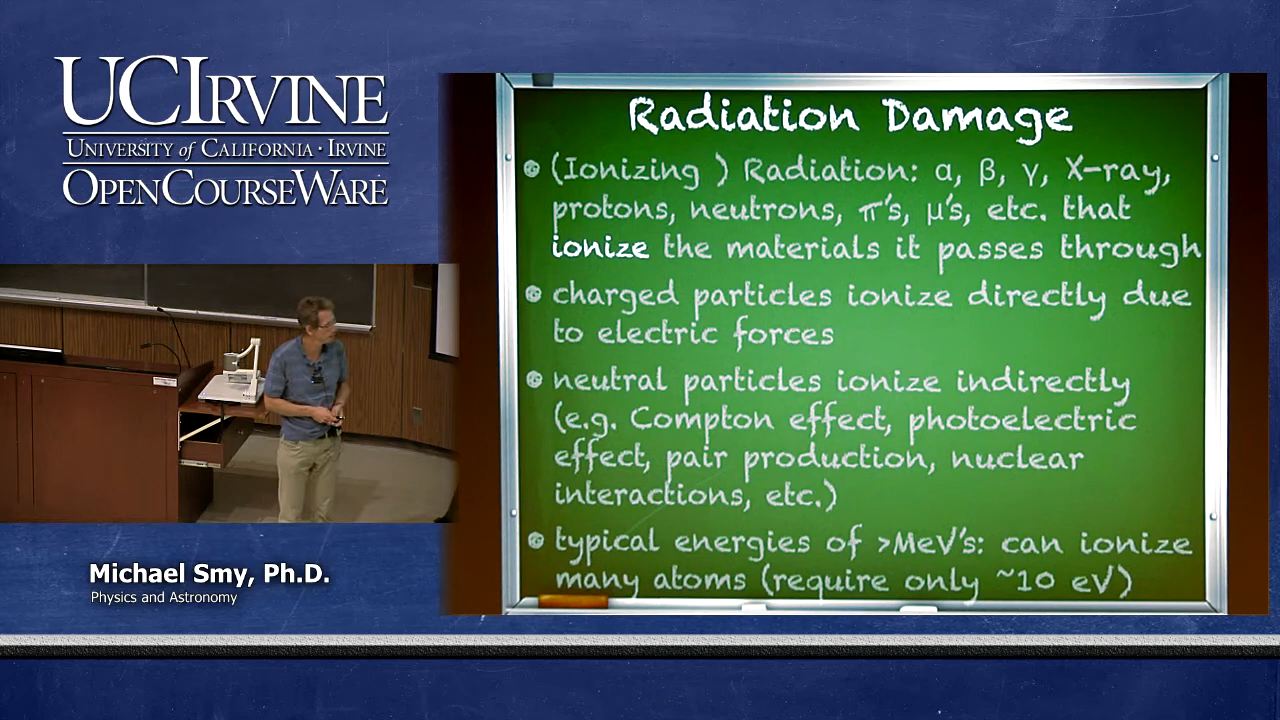 UCIRVINE
UNIVERSITY of CALIFORNIA · IRVINE
OPENCOURSEWARE
Michael Smy, Ph.D.
Physics and Astronomy
Radiation Damage
(Ionizing ) Radiation: α, β, γ, X-ray,
protons, neutrons, π's, μ's, etc. that
ionize the materials it passes through
charged particles ionize directly due
to electric forces
neutral particles ionize indirectly
(e.g. Compton effect, photoelectric
effect, pair production, nuclear
interactions, etc.)
typical energies of >MeV's: can ionize
many atoms (require only ~10 eV)